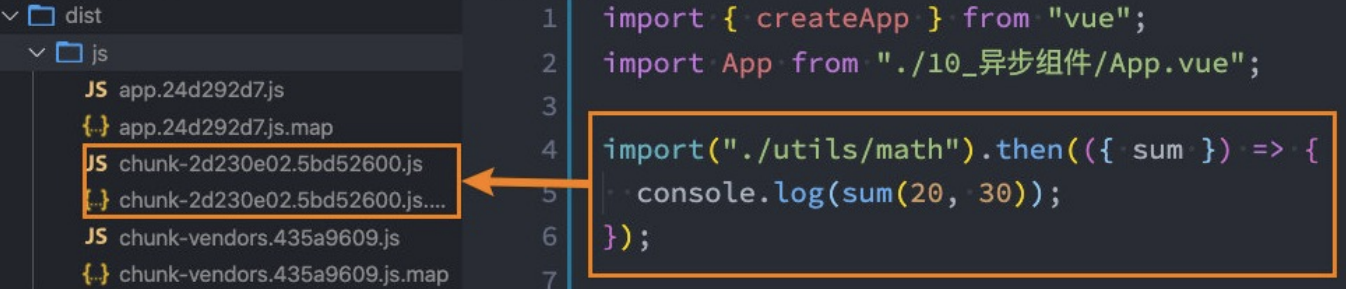 dist
js
JS app.24d292d7.js
{..} app.24d292d7.js.map
JS chunk-2d230e02.5bd52600.js
{..} chunk-2d230e02.5bd52600.js....
JS chunk-vendors.435a9609.js
{..} chunk-vendors.435a9609.js.map
1 import { createApp } from "vue";
2 import App from "./10_异步组件/App.vue";
3
4 import("./utils/math").then(({ sum }) => {
5 console.log(sum(20, 30));
6 });
7